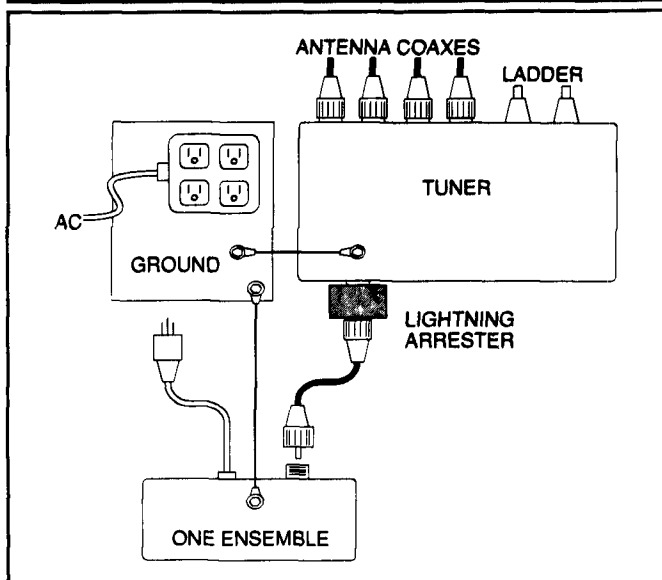 ANTENNA COAXES
LADDER
TUNER
AC
GROUND
LIGHTNING
ARRESTER
ONE ENSEMBLE